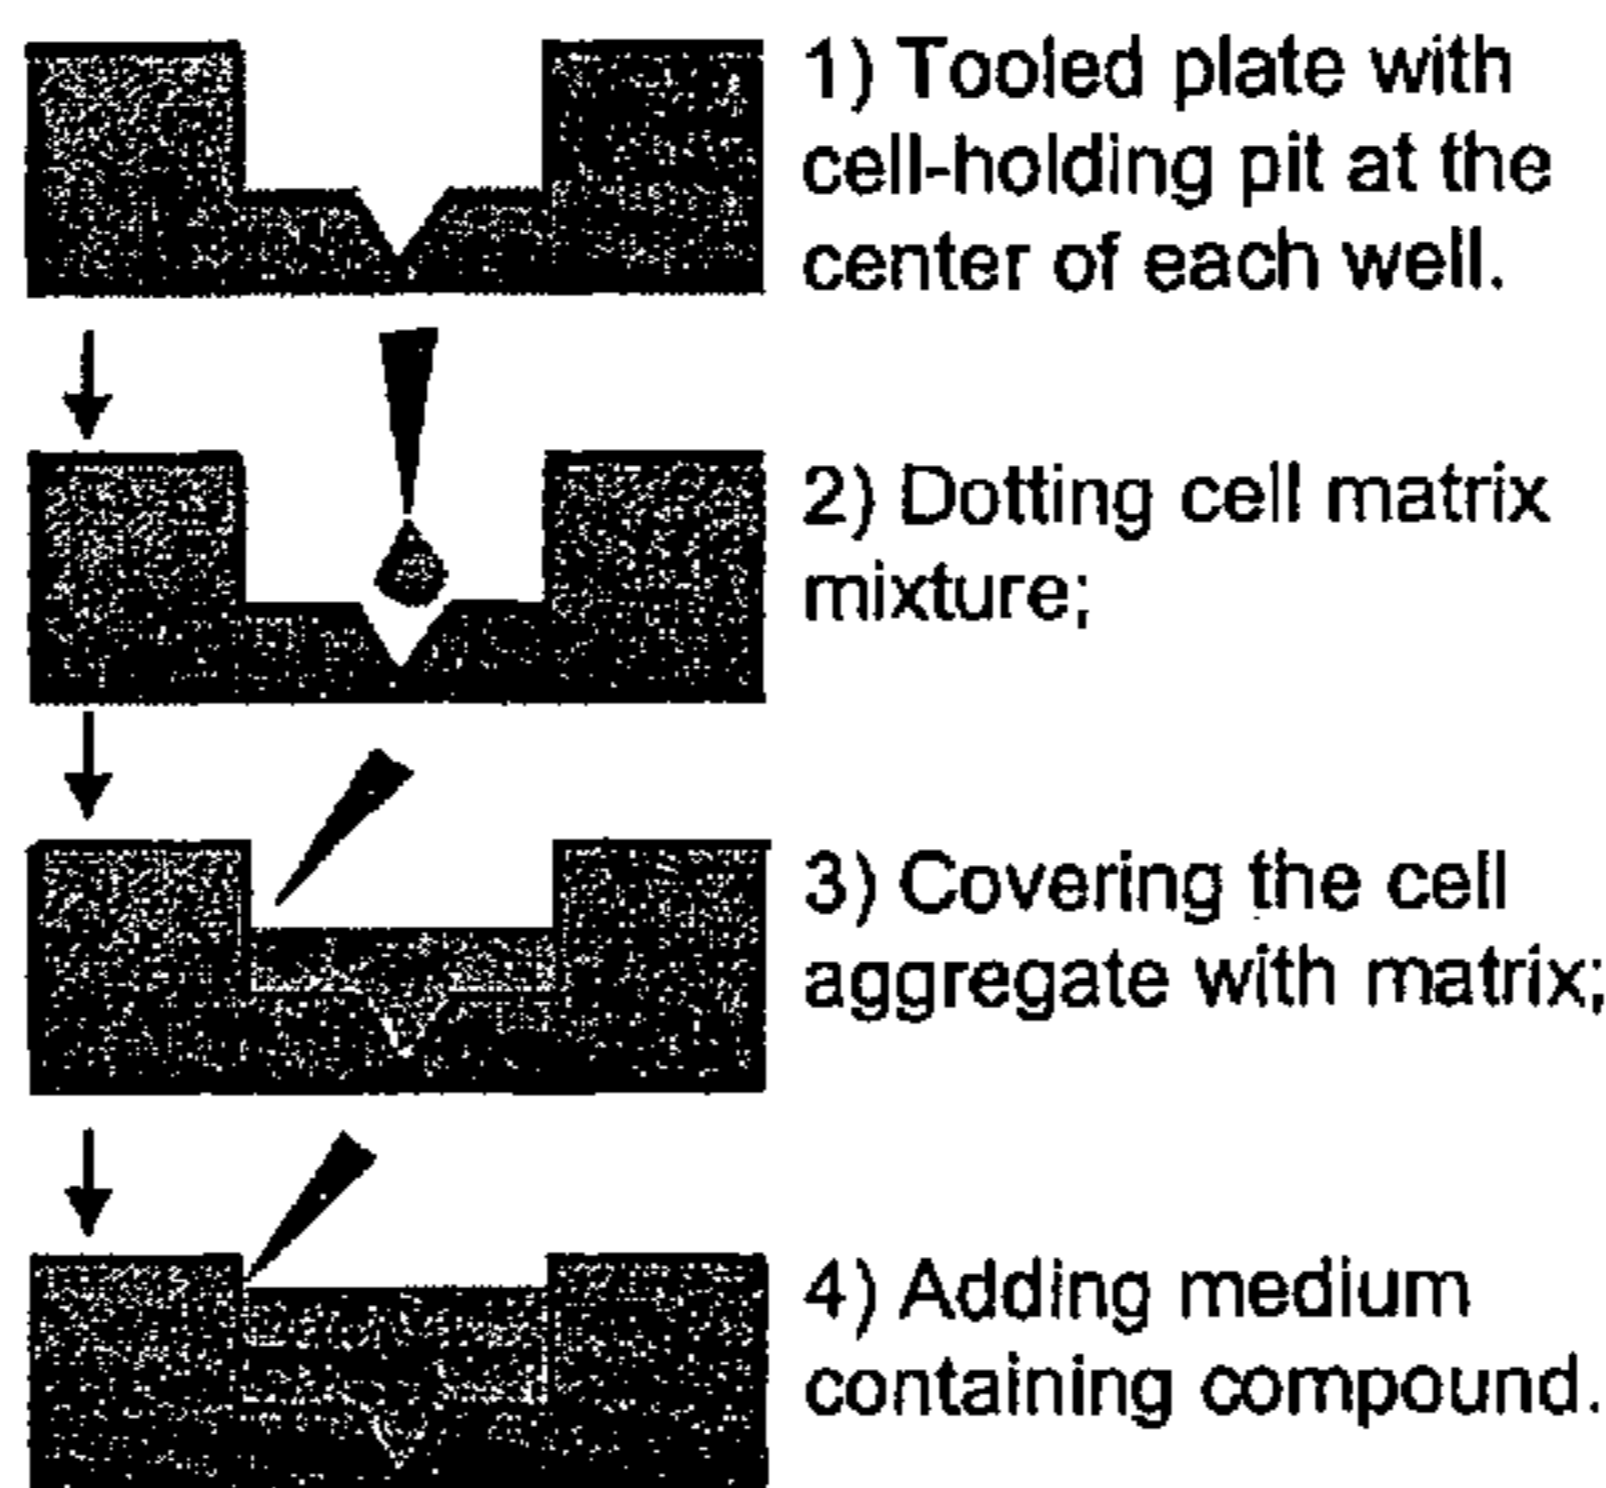 1) Tooled plate with
cell-holding pit at the
center of each well.
2) Dotting cell matrix
mixture;
3) Covering the cell
aggregate with matrix;
4) Adding medium
containing compound.